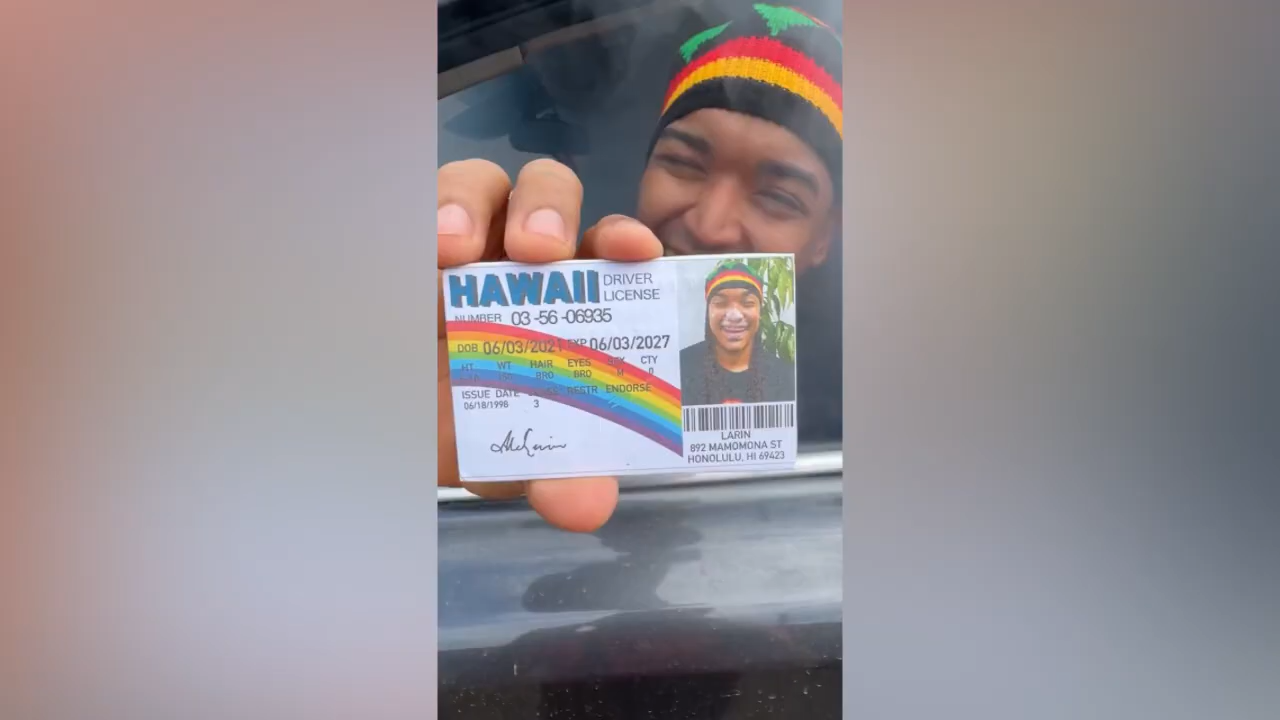 HAWAII DRIVER LICENSE
NUMBER 03-56-06935
DOB 06/03/2021 EXP 06/03/2027
HT WT HAIR EYES SEX CTY
BRO BRO M 0
ISSUE DATE RESTR ENDORSE
06/18/1998 3
LARIN
892 MAMOMONA ST
HONOLULU, HI 69423